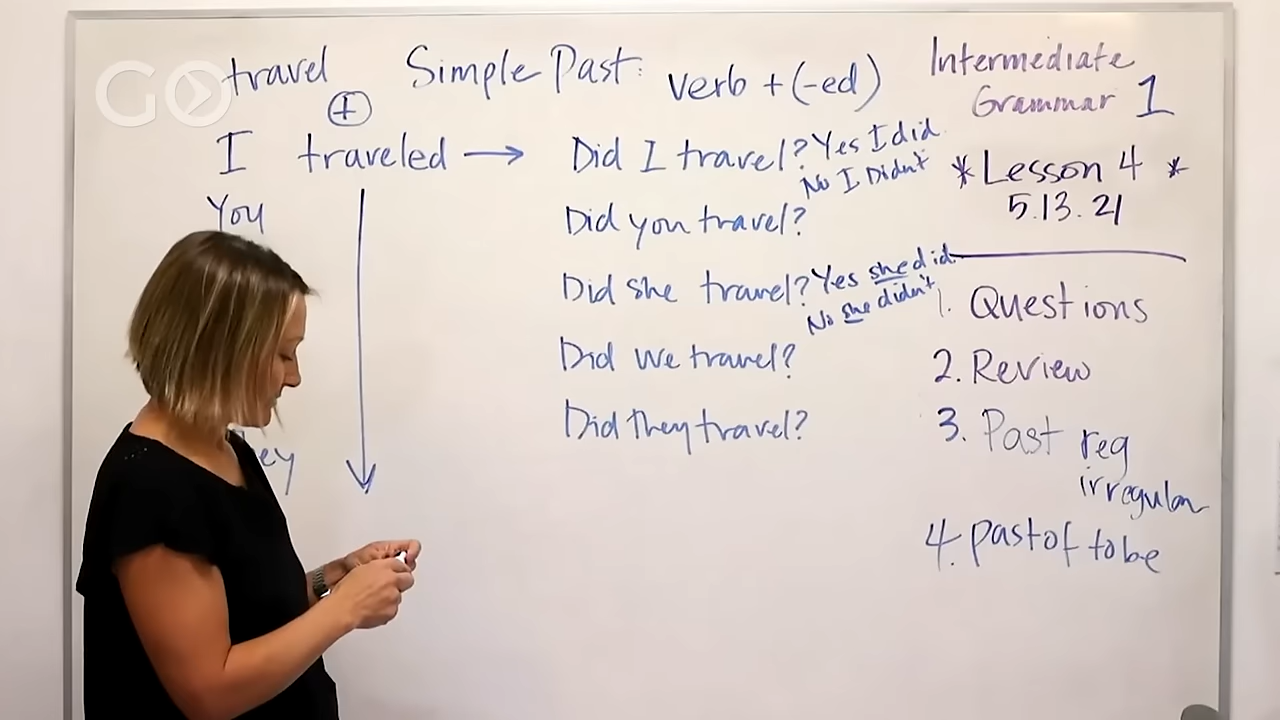 GO
travel
Simple Past:
verb + (-ed)
+
I traveled → Did I travel? Yes I did.
No I Didn't
You
Did you travel?
Did she travel? Yes she did.
No she didn't
Did we travel?
Did they travel?
Intermediate
Grammar 1
*Lesson 4 *
5.13.21
1. Questions
2. Review
3. Past reg
irregular
4. past of to be